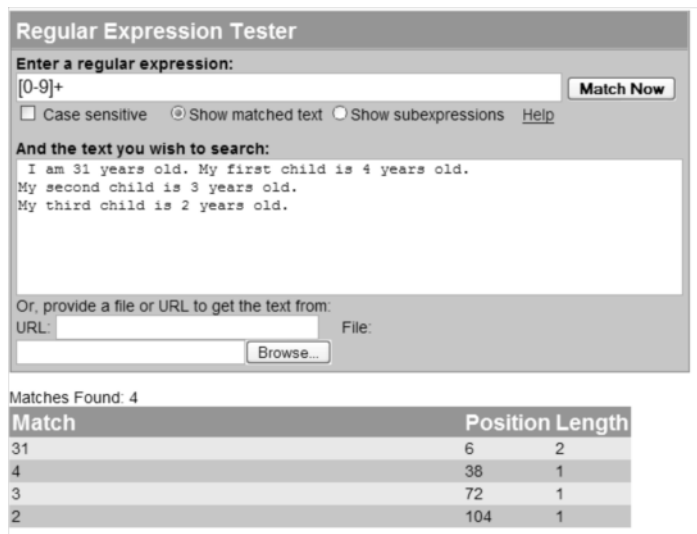 Regular Expression Tester
Enter a regular expression:
[0-9]+ Match Now
Case sensitive Show matched text Show subexpressions Help
And the text you wish to search:
I am 31 years old. My first child is 4 years old.
My second child is 3 years old.
My third child is 2 years old.
Or, provide a file or URL to get the text from:
URL: File:
Browse...
Matches Found: 4
Match Position Length
31 6 2
4 38 1
3 72 1
2 104 1